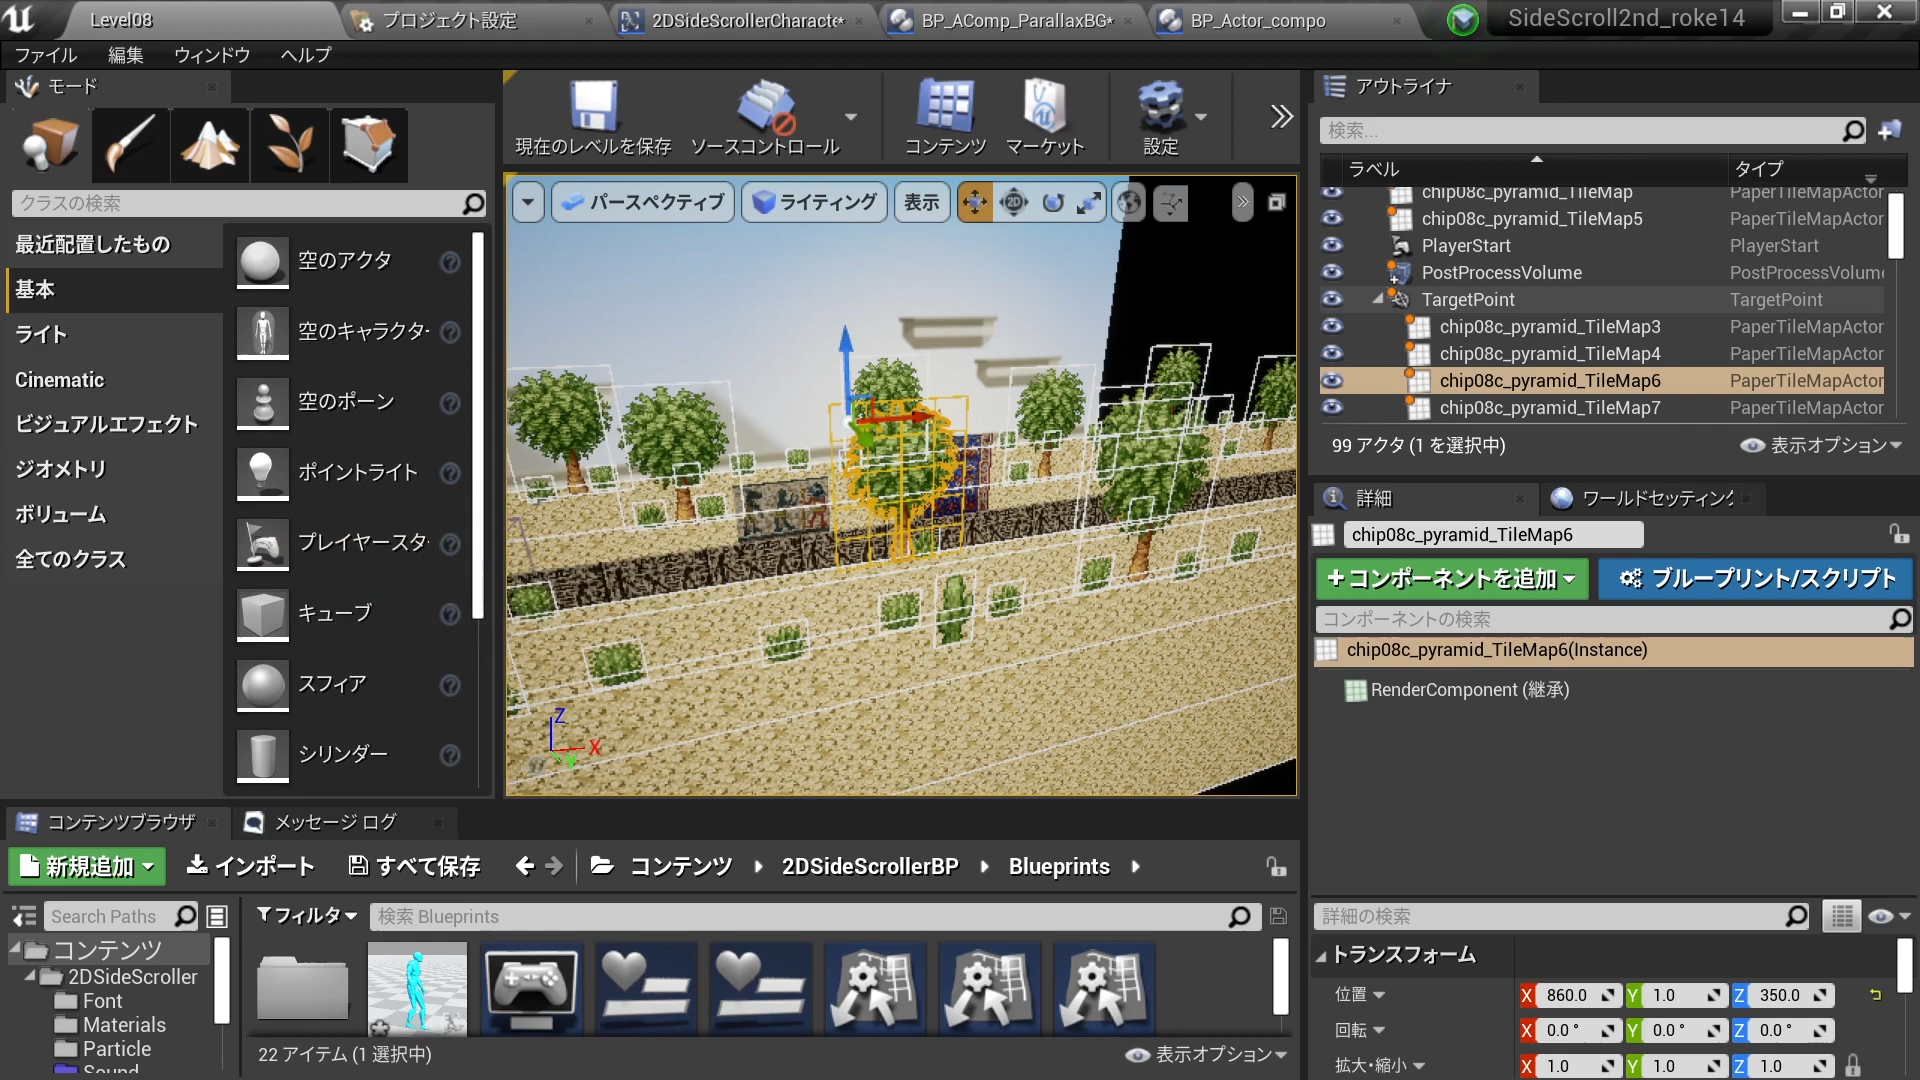 Level08
プロジェクト設定
2DSideScrollerCharacte*
BP_AComp_ParallaxBG*
BP_Actor_compo
SideScroll2nd_roke14
ファイル
編集
ウィンドウ
ヘルプ
モード
クラスの検索
最近配置したもの
基本
ライト
Cinematic
ビジュアルエフェクト
ジオメトリ
ボリューム
全てのクラス
空のアクタ
空のキャラクター
空のポーン
ポイントライト
プレイヤースタ
キューブ
スフィア
シリンダー
現在のレベルを保存
ソースコントロール
コンテンツ
マーケット
設定
パースペクティブ
ライティング
表示
2D
Z
X
Y
アウトライナ
検索...
ラベル
タイプ
chip08c_pyramid_TileMap PaperTileMapActor
chip08c_pyramid_TileMap5 PaperTileMapActor
PlayerStart PlayerStart
PostProcessVolume PostProcessVolume
TargetPoint TargetPoint
chip08c_pyramid_TileMap3 PaperTileMapActor
chip08c_pyramid_TileMap4 PaperTileMapActor
chip08c_pyramid_TileMap6 PaperTileMapActor
chip08c_pyramid_TileMap7 PaperTileMapActor
99 アクタ (1 を選択中)
表示オプション
詳細
ワールドセッティング
chip08c_pyramid_TileMap6
+コンポーネントを追加
ブループリント/スクリプト
コンポーネントの検索
chip08c_pyramid_TileMap6(Instance)
RenderComponent (継承)
詳細の検索
トランスフォーム
位置 X 860.0 Y 1.0 Z 350.0
回転 X 0.0 ° Y 0.0 ° Z 0.0 °
拡大・縮小 X 1.0 Y 1.0 Z 1.0
コンテンツブラウザ
メッセージ ログ
新規追加
インポート
すべて保存
コンテンツ
2DSideScrollerBP
Blueprints
Search Paths
フィルタ
検索 Blueprints
コンテンツ
2DSideScroller
Font
Materials
Particle
Sound
22 アイテム (1 選択中)
表示オプション